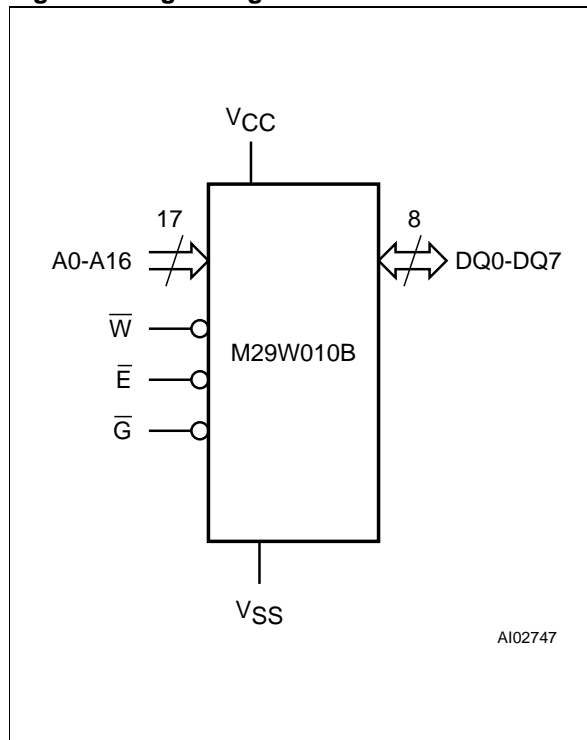 VCC
17
8
A0-A16
DQ0-DQ7
W̅
M29W010B
E̅
G̅
VSS
AI02747